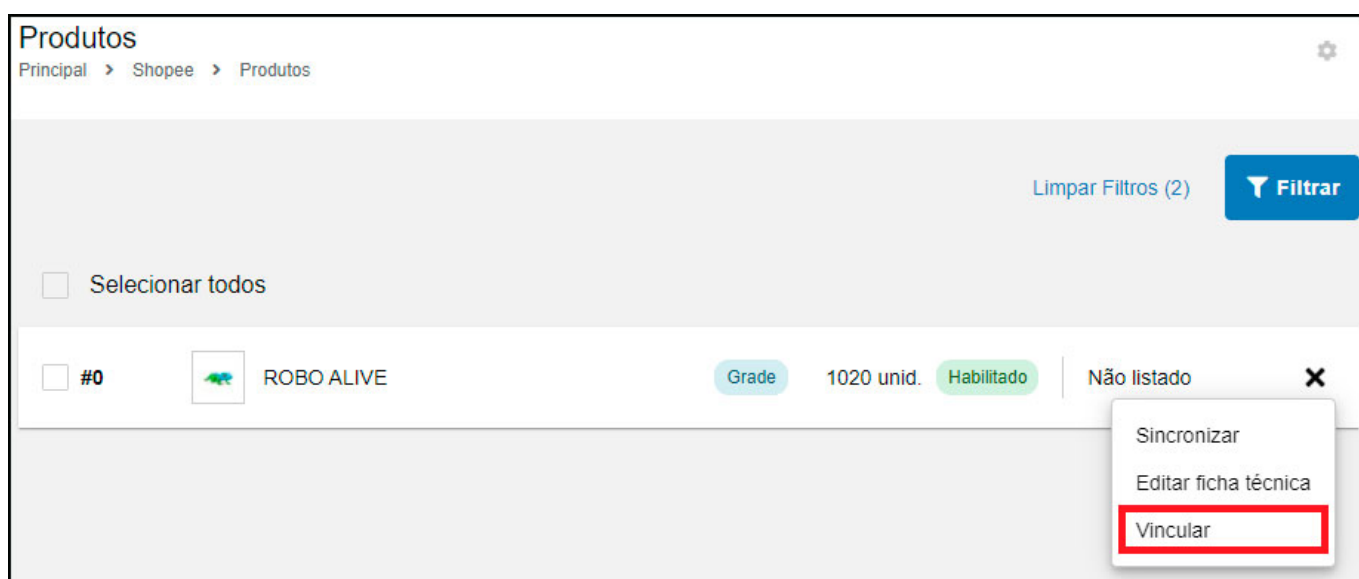 Produtos
Principal > Shopee > Produtos
Limpar Filtros (2) Filtrar
Selecionar todos
#0 ROBO ALIVE Grade 1020 unid. Habilitado Não listado
Sincronizar
Editar ficha técnica
Vincular